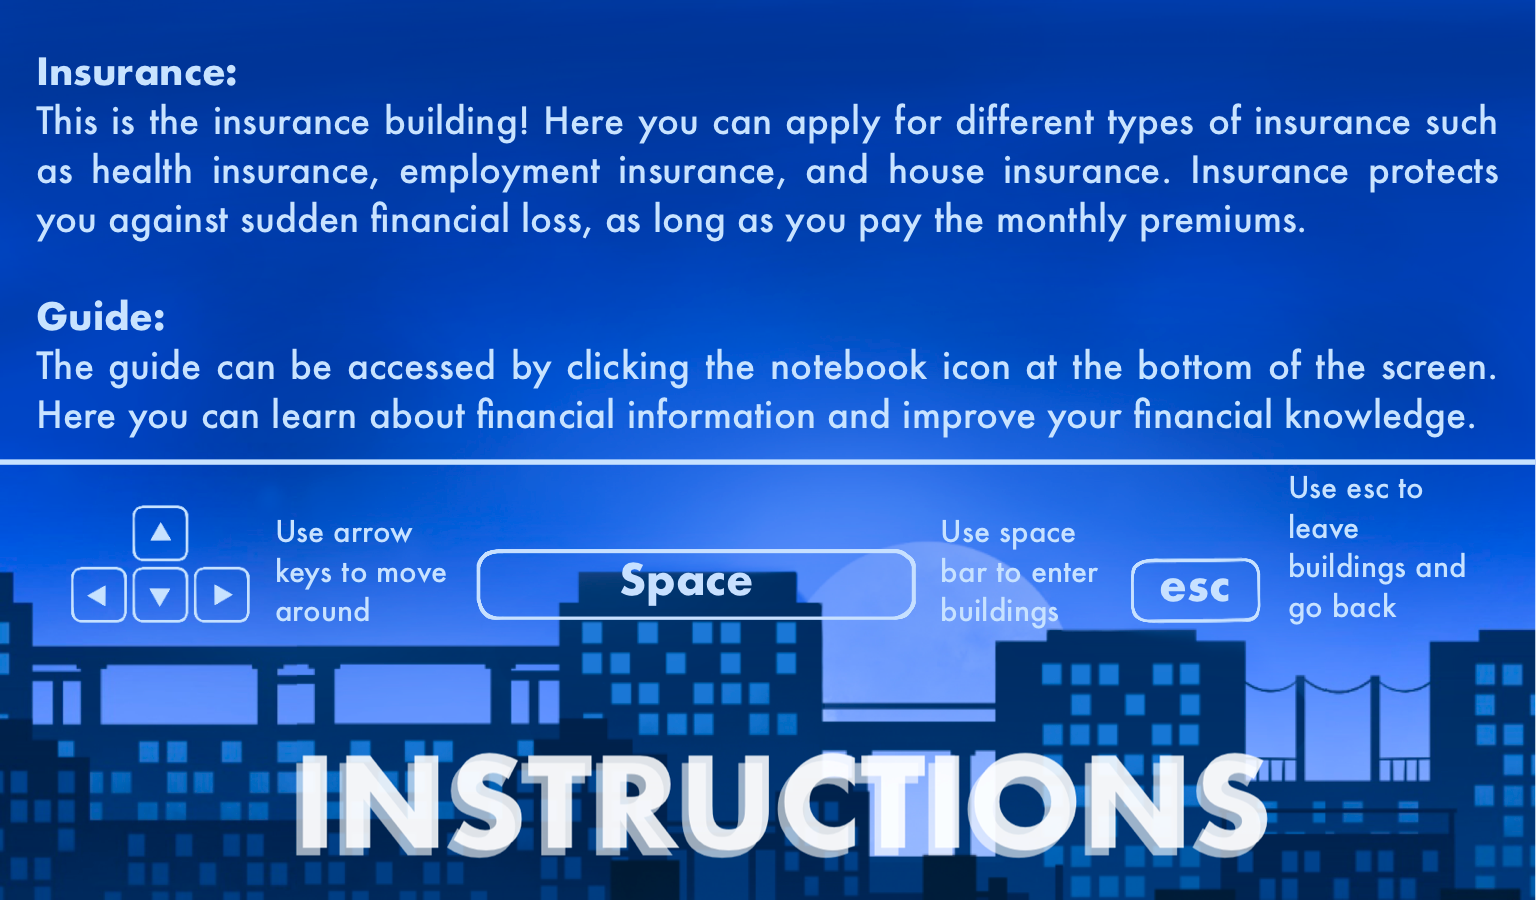 Insurance:
This is the insurance building! Here you can apply for different types of insurance such
as health insurance, employment insurance, and house insurance. Insurance protects
you against sudden financial loss, as long as you pay the monthly premiums.
Guide:
The guide can be accessed by clicking the notebook icon at the bottom of the screen.
Here you can learn about financial information and improve your financial knowledge.
Use arrow
keys to move
around
Space
Use space
bar to enter
buildings
esc
Use esc to
leave
buildings and
go back
INSTRUCTIONS